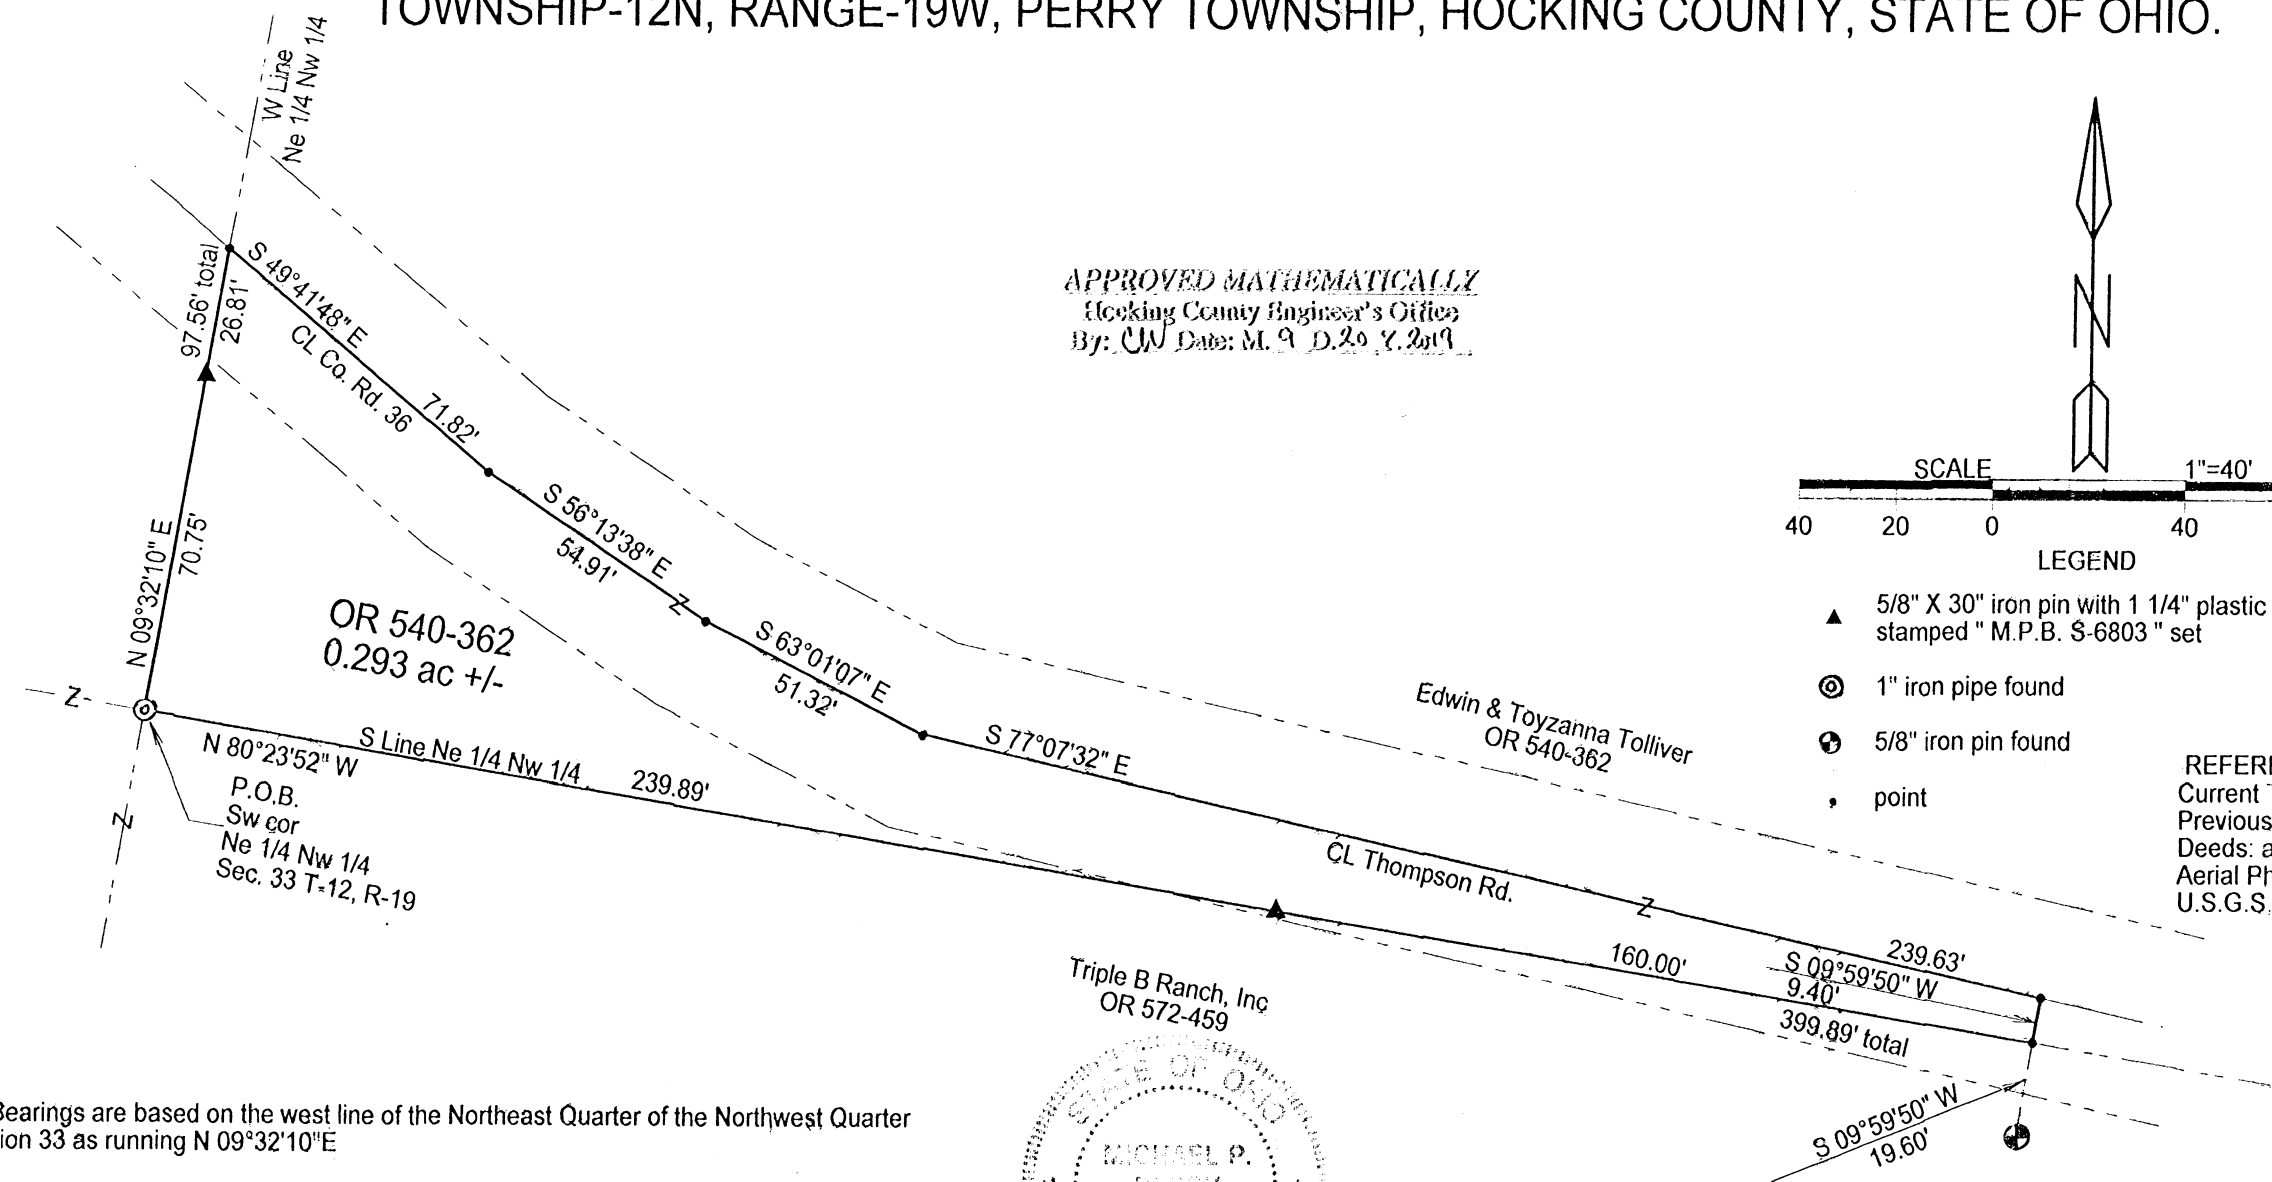 TOWNSHIP-12N, RANGE-19W, PERRY TOWNSHIP, HOCKING COUNTY, STATE OF OHIO.
W Line
Ne 1/4 Nw 1/4
97.56' total
26.81'
S 49°41'48" E
CL Co. Rd. 36
71.82'
APPROVED MATHEMATICALLY
Hocking County Engineer's Office
By: CW Date: M. 9 D.20 Y.2019
N
SCALE
1"=40'
40 20 0 40
LEGEND
5/8" X 30" iron pin with 1 1/4" plastic
stamped " M.P.B. S-6803 " set
1" iron pipe found
5/8" iron pin found
point
S 56°13'38" E
54.91'
Z
N 09°32'10" E
70.75'
OR 540-362
0.293 ac +/-
S 63°01'07" E
51.32'
Z
N 80°23'52" W
S Line Ne 1/4 Nw 1/4
239.89'
S 77°07'32" E
Edwin & Toyzanna Tolliver
OR 540-362
P.O.B.
Sw cor
Ne 1/4 Nw 1/4
Sec. 33 T-12, R-19
Z
CL Thompson Rd.
Z
REFER
Current
Previous
Deeds: a
Aerial Ph
U.S.G.S.
160.00'
239.63'
S 09°59'50" W
9.40'
399.89' total
Triple B Ranch, Inc
OR 572-459
STATE OF OHIO
MICHAEL P.
S 09°59'50" W
19.60'
Bearings are based on the west line of the Northeast Quarter of the Northwest Quarter
ion 33 as running N 09°32'10"E